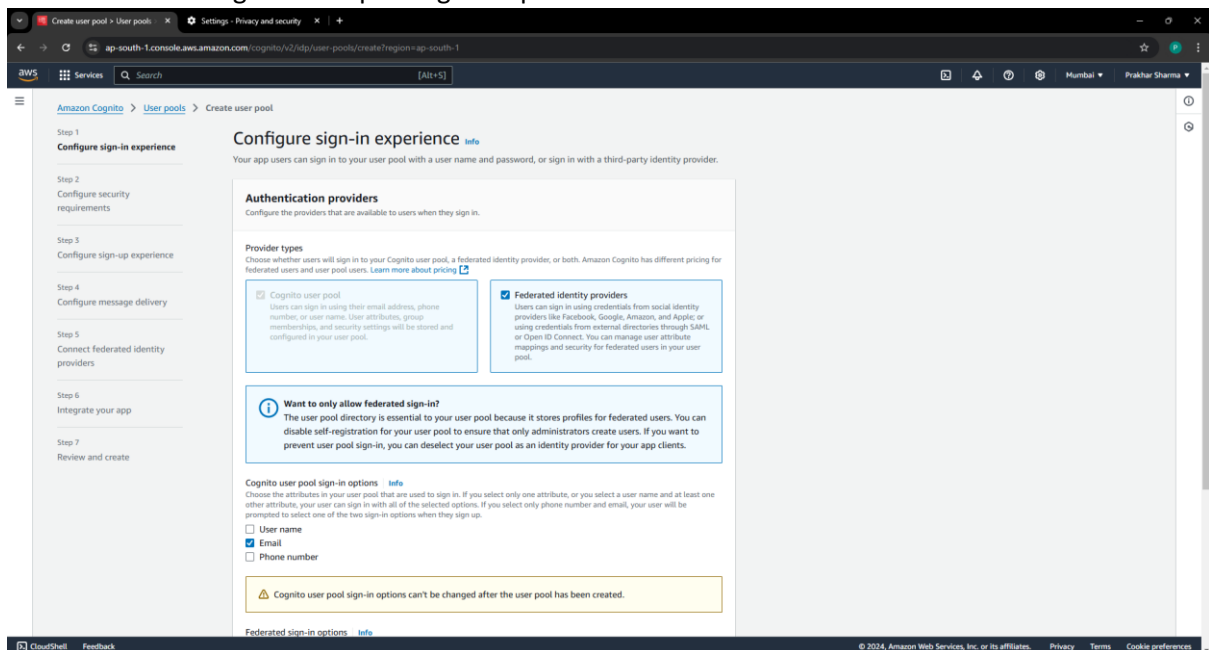 Create user pool > User pools
Settings - Privacy and security
ap-south-1.console.aws.amazon.com/cognito/v2/idp/user-pools/create?region=ap-south-1
P
aws
Services
Search
[Alt+S]
Mumbai
Prakhar Sharma
Amazon Cognito > User pools > Create user pool
Step 1
Configure sign-in experience
Step 2
Configure security
requirements
Step 3
Configure sign-up experience
Step 4
Configure message delivery
Step 5
Connect federated identity
providers
Step 6
Integrate your app
Step 7
Review and create
Configure sign-in experience Info
Your app users can sign in to your user pool with a user name and password, or sign in with a third-party identity provider.
Authentication providers
Configure the providers that are available to users when they sign in.
Provider types
Choose whether users will sign in to your Cognito user pool, a federated identity provider, or both. Amazon Cognito has different pricing for
federated users and user pool users. Learn more about pricing
Cognito user pool
Users can sign in using their email address, phone
number, or user name. User attributes, group
memberships, and security settings will be stored and
configured in your user pool.
Federated identity providers
Users can sign in using credentials from social identity
providers like Facebook, Google, Amazon, and Apple; or
using credentials from external directories through SAML
or Open ID Connect. You can manage user attribute
mappings and security for federated users in your user
pool.
Want to only allow federated sign-in?
The user pool directory is essential to your user pool because it stores profiles for federated users. You can
disable self-registration for your user pool to ensure that only administrators create users. If you want to
prevent user pool sign-in, you can deselect your user pool as an identity provider for your app clients.
Cognito user pool sign-in options Info
Choose the attributes in your user pool that are used to sign in. If you select only one attribute, or you select a user name and at least one
other attribute, your user can sign in with all of the selected options. If you select only phone number and email, your user will be
prompted to select one of the two sign-in options when they sign up.
User name
Email
Phone number
Cognito user pool sign-in options can't be changed after the user pool has been created.
Federated sign-in options Info
CloudShell Feedback
© 2024, Amazon Web Services, Inc. or its affiliates. Privacy Terms Cookie preferences